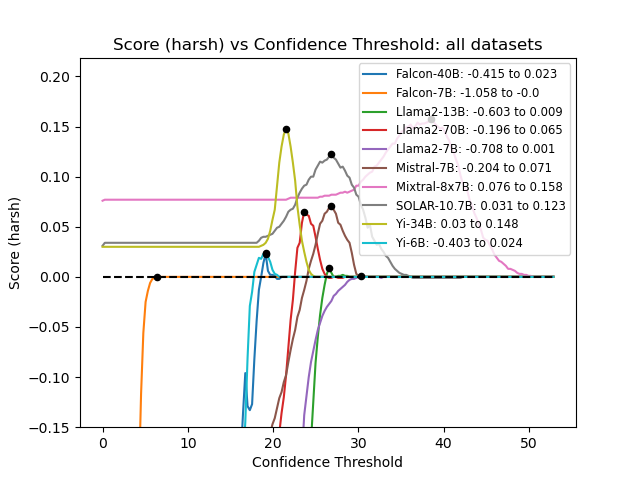 Score (harsh) vs Confidence Threshold: all datasets
Score (harsh)
0.20
0.15
0.10
0.05
0.00
−0.05
−0.10
−0.15
Falcon-40B: -0.415 to 0.023
Falcon-7B: -1.058 to -0.0
Llama2-13B: -0.603 to 0.009
Llama2-70B: -0.196 to 0.065
Llama2-7B: -0.708 to 0.001
Mistral-7B: -0.204 to 0.071
Mixtral-8x7B: 0.076 to 0.158
SOLAR-10.7B: 0.031 to 0.123
Yi-34B: 0.03 to 0.148
Yi-6B: -0.403 to 0.024
0
10
20
30
40
50
Confidence Threshold